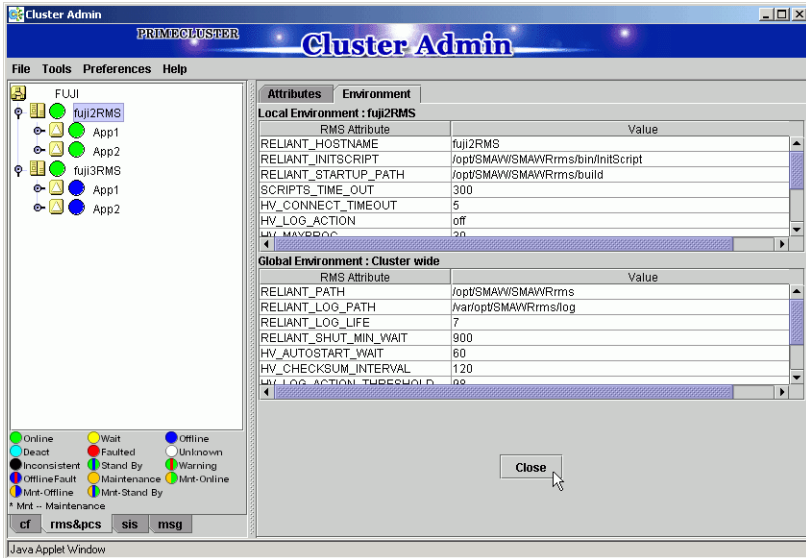 Cluster Admin
PRIMECLUSTER
Cluster Admin
File Tools Preferences Help
FUJI
fuji2RMS
App1
App2
fuji3RMS
App1
App2
Attributes Environment
Local Environment : fuji2RMS
RMS Attribute Value
RELIANT_HOSTNAME fuji2RMS
RELIANT_INITSCRIPT /opt/SMAW/SMAWRrms/bin/InitScript
RELIANT_STARTUP_PATH /opt/SMAW/SMAWRrms/build
SCRIPTS_TIME_OUT 300
HV_CONNECT_TIMEOUT 5
HV_LOG_ACTION off
HV_MAXPROC 30
Global Environment : Cluster wide
RMS Attribute Value
RELIANT_PATH /opt/SMAW/SMAWRrms
RELIANT_LOG_PATH /var/opt/SMAWRrms/log
RELIANT_LOG_LIFE 7
RELIANT_SHUT_MIN_WAIT 900
HV_AUTOSTART_WAIT 60
HV_CHECKSUM_INTERVAL 120
HV_LOG_ACTION_THRESHOLD 98
Close
Online Wait Offline
Deact Faulted Unknown
Inconsistent Stand By Warning
OfflineFault Maintenance Mnt-Online
Mnt-Offline Mnt-Stand By
* Mnt -- Maintenance
cf rms&pcs sis msg
Java Applet Window